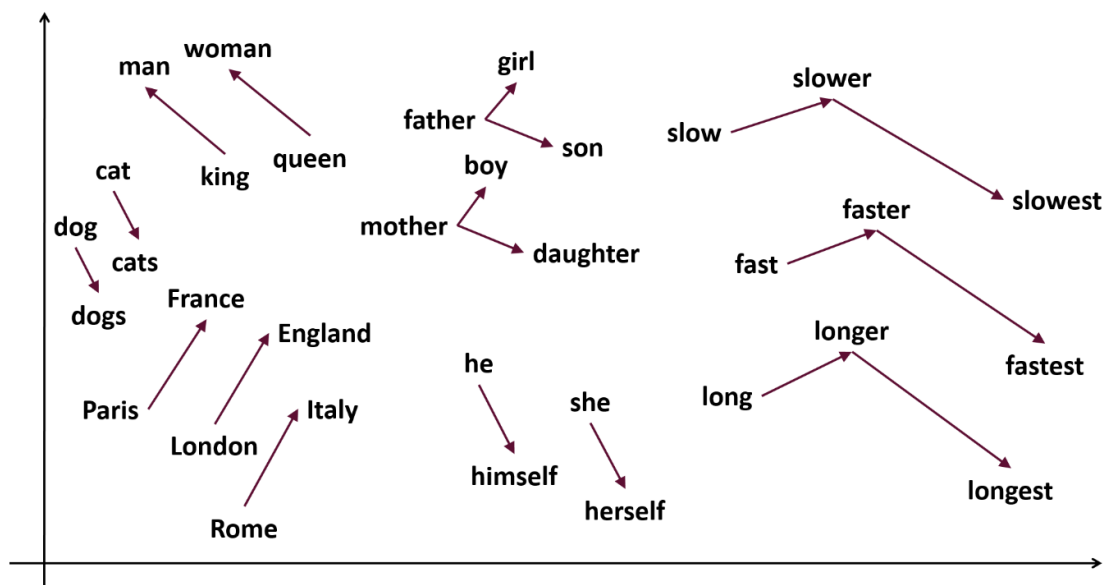 woman
man
girl
slower
father
slow
son
queen
boy
cat
king
slowest
faster
dog
mother
daughter
cats
fast
France
dogs
England
longer
he
fastest
she
long
Paris
Italy
London
himself
longest
herself
Rome